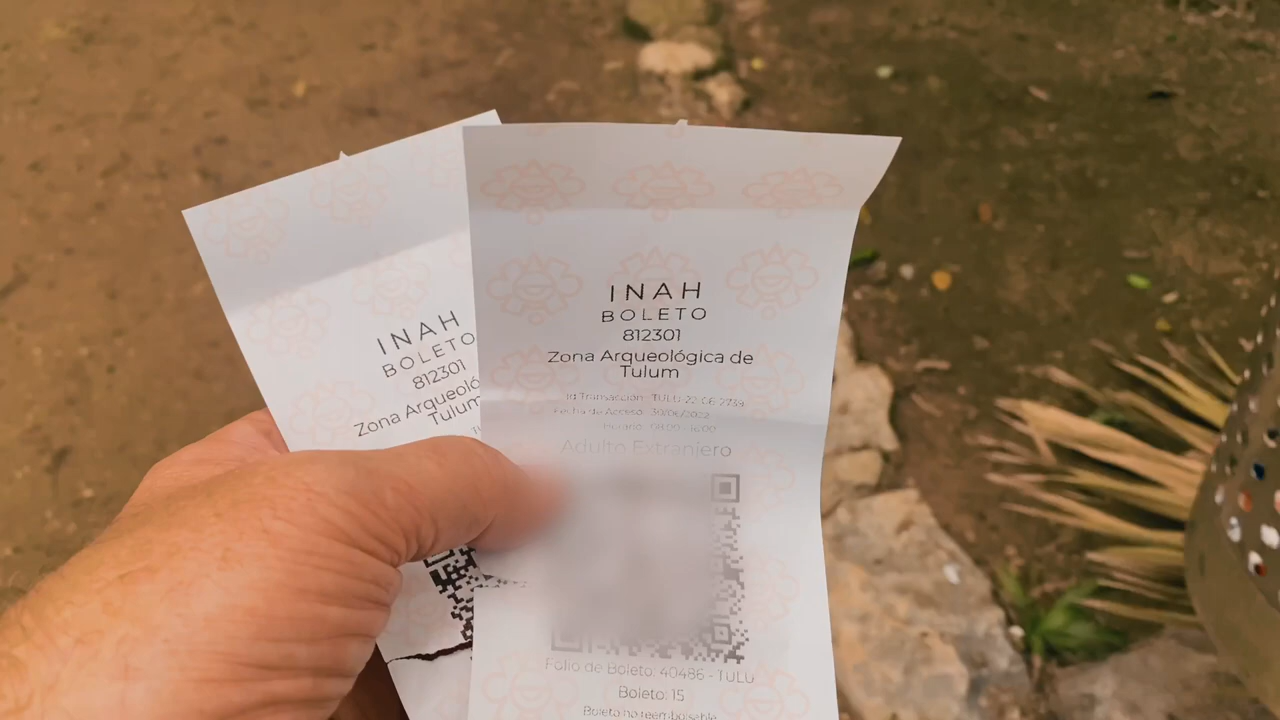 INAH
BOLETO
812301
Zona Arqueoló
Tulum
INAH
BOLETO
812301
Zona Arqueológica de
Tulum
Id Transacción: TULU-22-06-2739
Fecha de Acceso: 30/06/2022
Horario: 08:00 - 16:00
Adulto Extranjero
Folio de Boleto: 40486 - TULU
Boleto: 15
Boleto no reembolsable